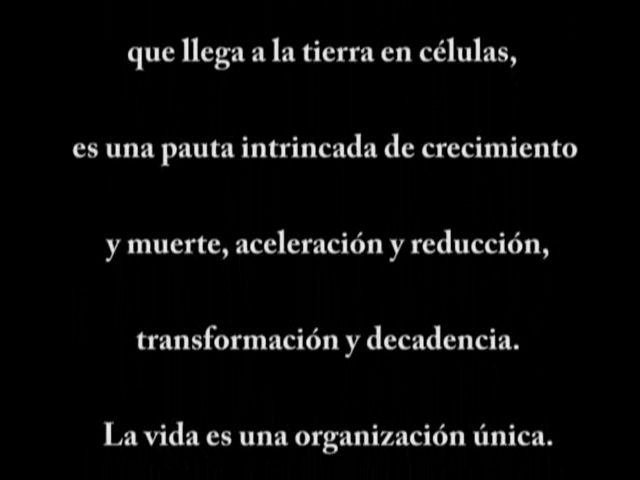 que llega a la tierra en células,
es una pauta intrincada de crecimiento
y muerte, aceleración y reducción,
transformación y decadencia.
La vida es una organización única.